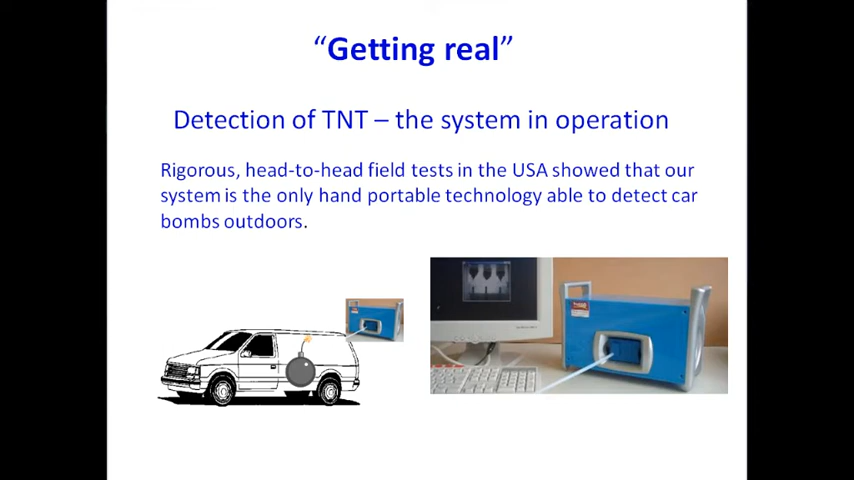 “Getting real”
Detection of TNT – the system in operation
Rigorous, head-to-head field tests in the USA showed that our
system is the only hand portable technology able to detect car
bombs outdoors.